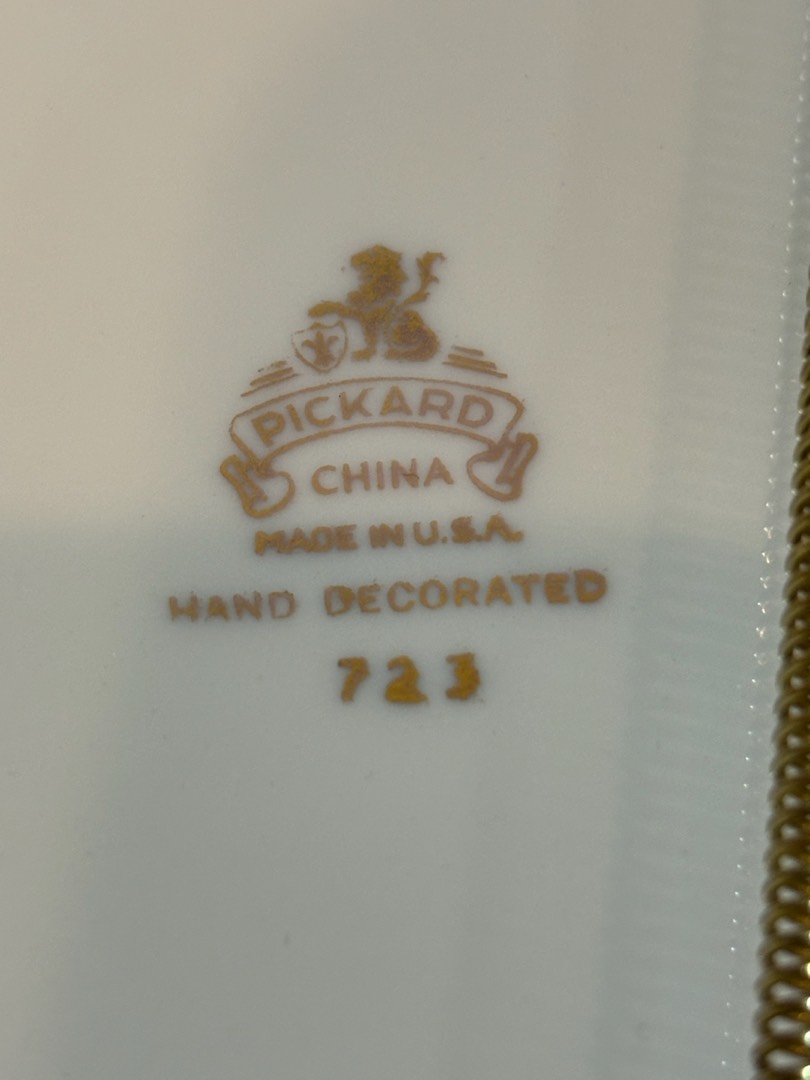 PICKARD
CHINA
MADE IN U.S.A.
HAND DECORATED
723